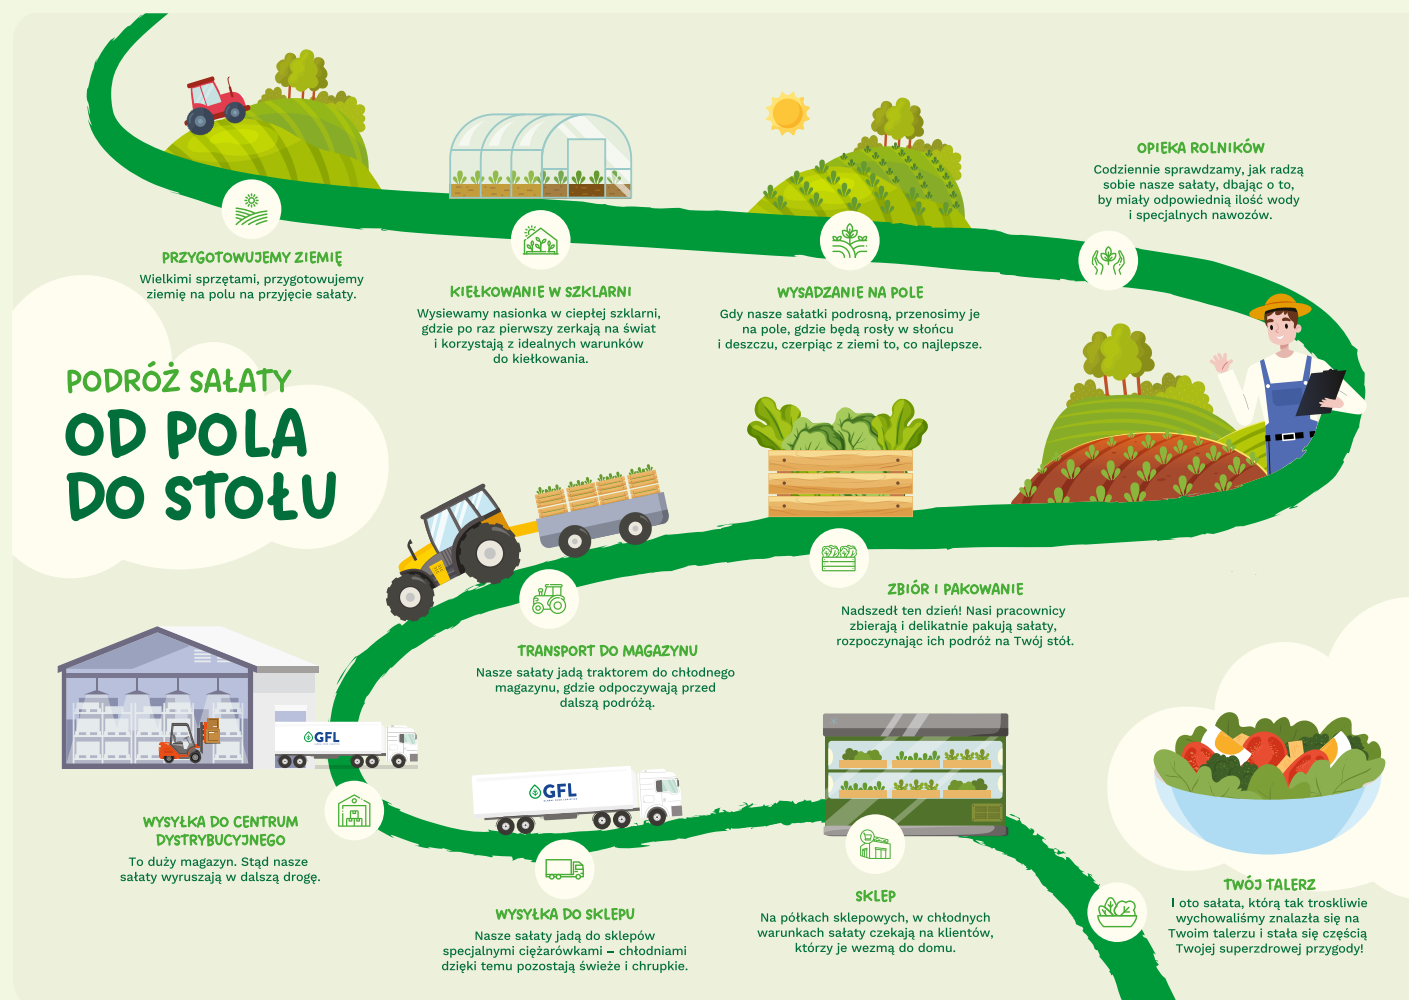 PRZYGOTOWUJEMY ZIEMIĘ
Wielkimi sprzętami, przygotowujemy
ziemię na polu na przyjęcie sałaty.
KIEŁKOWANIE W SZKLARNI
Wysiewamy nasionka w ciepłej szklarni,
gdzie po raz pierwszy zerkają na świat
i korzystają z idealnych warunków
do kiełkowania.
WYSADZANIE NA POLE
Gdy nasze sałatki podrosną, przenosimy je
na pole, gdzie będą rosły w słońcu
i deszczu, czerpiąc z ziemi to, co najlepsze.
OPIEKA ROLNIKÓW
Codziennie sprawdzamy, jak radzą
sobie nasze sałaty, dbając o to,
by miały odpowiednią ilość wody
i specjalnych nawozów.
PODRÓŻ SAŁATY
OD POLA
DO STOŁU
ZBIÓR I PAKOWANIE
Nadszedł ten dzień! Nasi pracownicy
zbierają i delikatnie pakują sałaty,
rozpoczynając ich podróż na Twój stół.
TRANSPORT DO MAGAZYNU
Nasze sałaty jadą traktorem do chłodnego
magazynu, gdzie odpoczywają przed
dalszą podróżą.
GFL
WYSYŁKA DO CENTRUM
DYSTRYBUCYJNEGO
To duży magazyn. Stąd nasze
sałaty wyruszają w dalszą drogę.
GFL
WYSYŁKA DO SKLEPU
Nasze sałaty jadą do sklepów
specjalnymi ciężarówkami – chłodniami
dzięki temu pozostają świeże i chrupkie.
SKLEP
Na półkach sklepowych, w chłodnych
warunkach sałaty czekają na klientów,
którzy je wezmą do domu.
TWÓJ TALERZ
I oto sałata, którą tak troskliwie
wychowaliśmy znalazła się na
Twoim talerzu i stała się częścią
Twojej superzdrowej przygody!